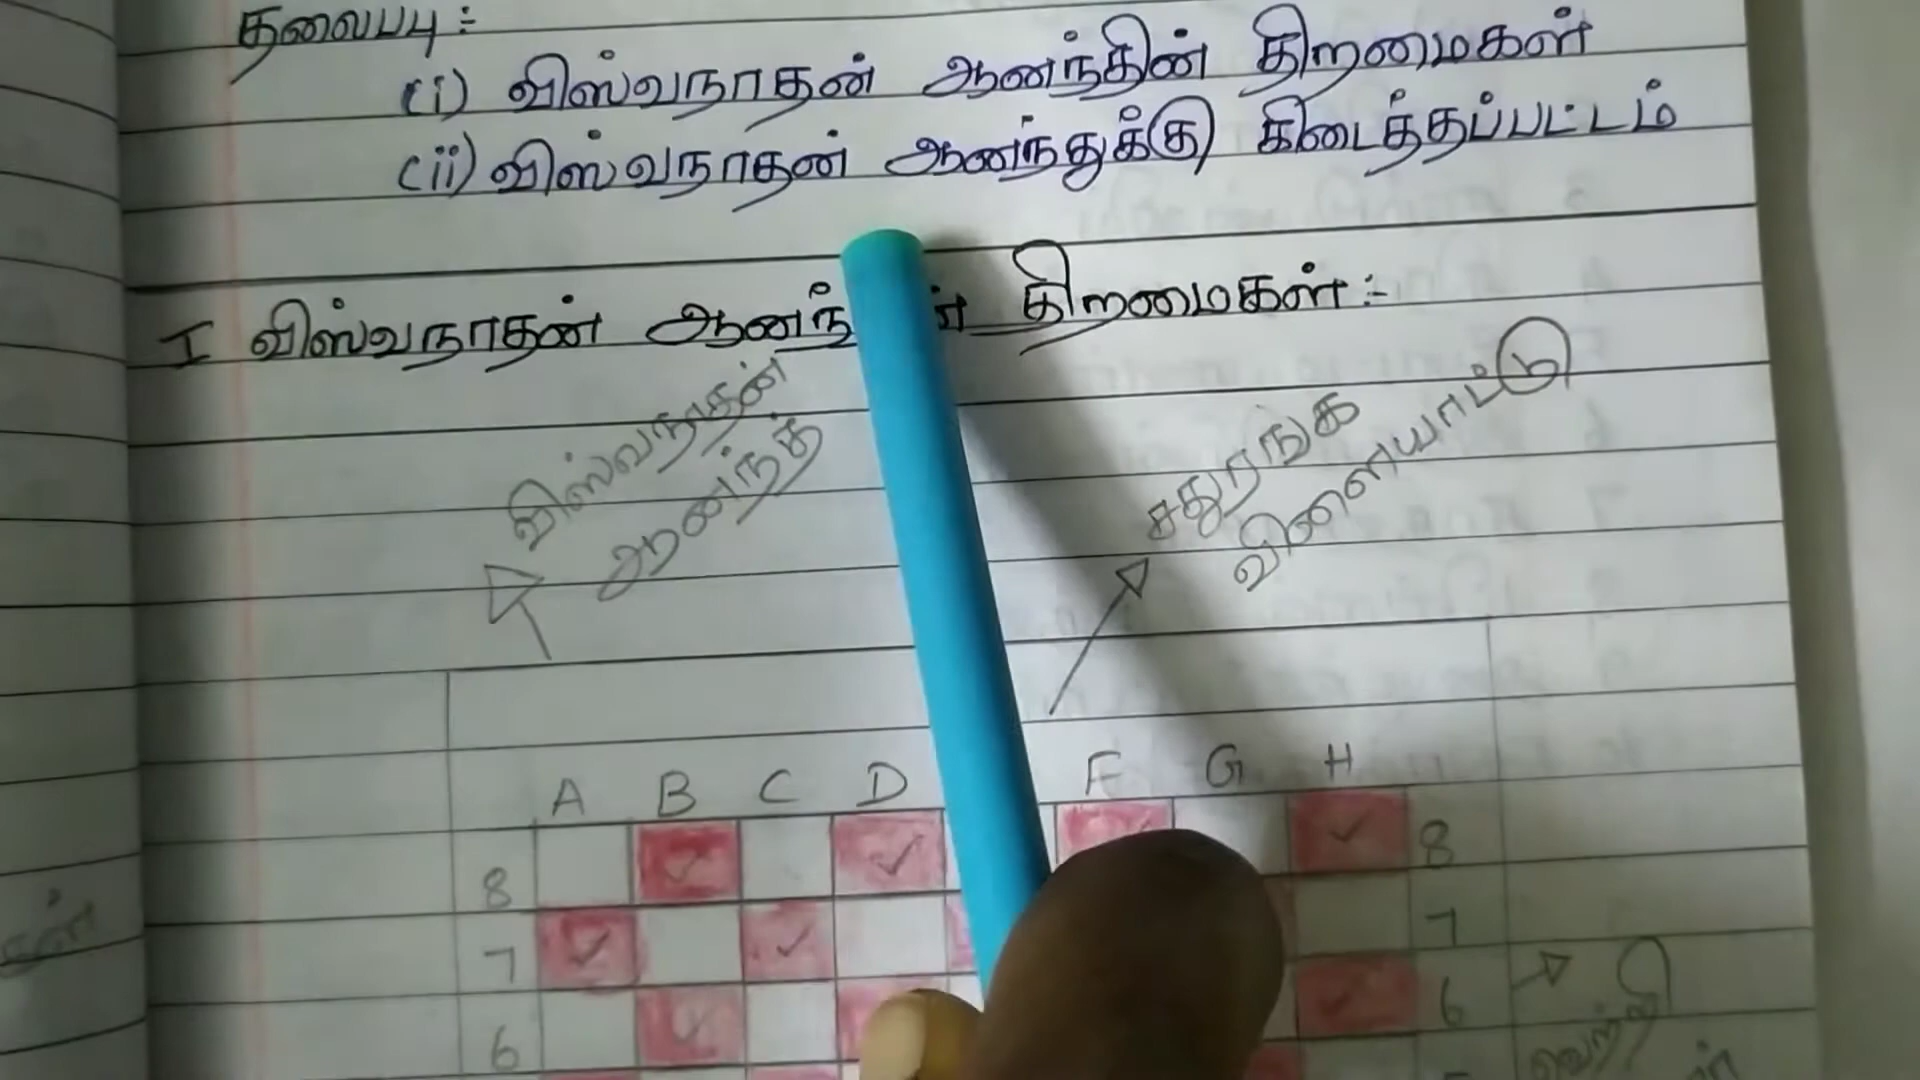 தலைப்பு :
(i) விஸ்வநாதன் ஆனந்தின் திறமைகள்
(ii) விஸ்வநாதன் ஆனந்துக்கு கிடைத்தப்பட்டம்
I விஸ்வநாதன் திறமைகள் :-
விஸ்வநாதன்
ஆனந்த்
சதுரங்க
விளையாட்டு
A B C D F G H
8 8
7 7
6 6
வெற்றி